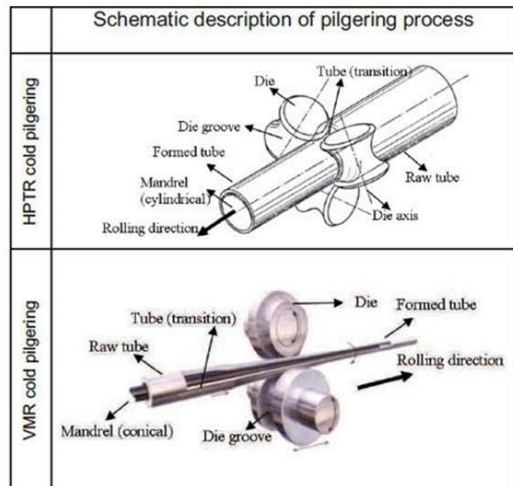 Schematic description of pilgering process
HPTR cold pilgering
Die
Tube (transition)
Die groove
Formed tube
Mandrel
(cylindrical)
Rolling direction
Raw tube
Die axis
VMR cold pilgering
Die
Formed tube
Tube (transition)
Raw tube
Rolling direction
Mandrel (conical)
Die groove